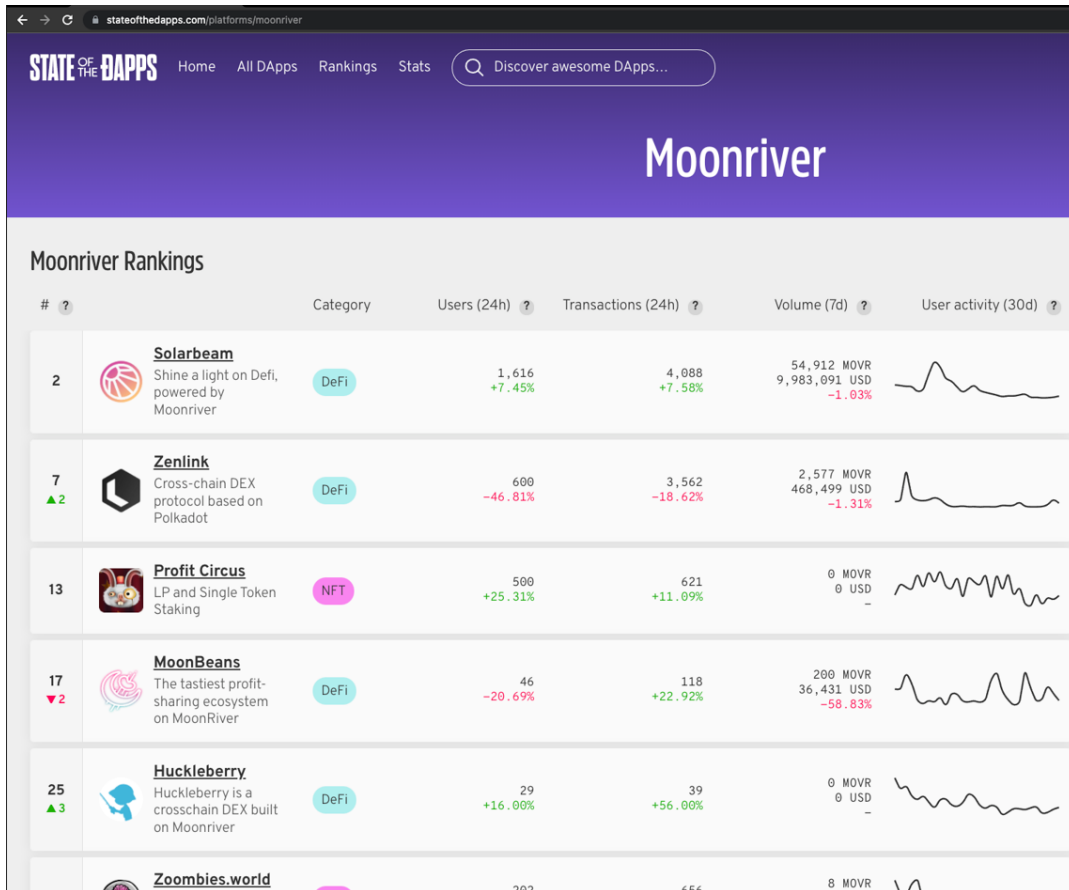 stateofthedapps.com/platforms/moonriver
STATE OF THE ĐAPPS
Home All DApps Rankings Stats Discover awesome DApps...
Moonriver
Moonriver Rankings
# ? Category Users (24h) ? Transactions (24h) ? Volume (7d) ? User activity (30d) ?
2
Solarbeam
Shine a light on Defi,
powered by
Moonriver
DeFi
1,616
+7.45%
4,088
+7.58%
54,912 MOVR
9,983,091 USD
-1.03%
7
▲2
Zenlink
Cross-chain DEX
protocol based on
Polkadot
DeFi
600
-46.81%
3,562
-18.62%
2,577 MOVR
468,499 USD
-1.31%
13
Profit Circus
LP and Single Token
Staking
NFT
500
+25.31%
621
+11.09%
0 MOVR
0 USD
–
17
▼2
MoonBeans
The tastiest profit-
sharing ecosystem
on MoonRiver
DeFi
46
-20.69%
118
+22.92%
200 MOVR
36,431 USD
-58.83%
25
▲3
Huckleberry
Huckleberry is a
crosschain DEX built
on Moonriver
DeFi
29
+16.00%
39
+56.00%
0 MOVR
0 USD
–
Zoombies.world
8 MOVR